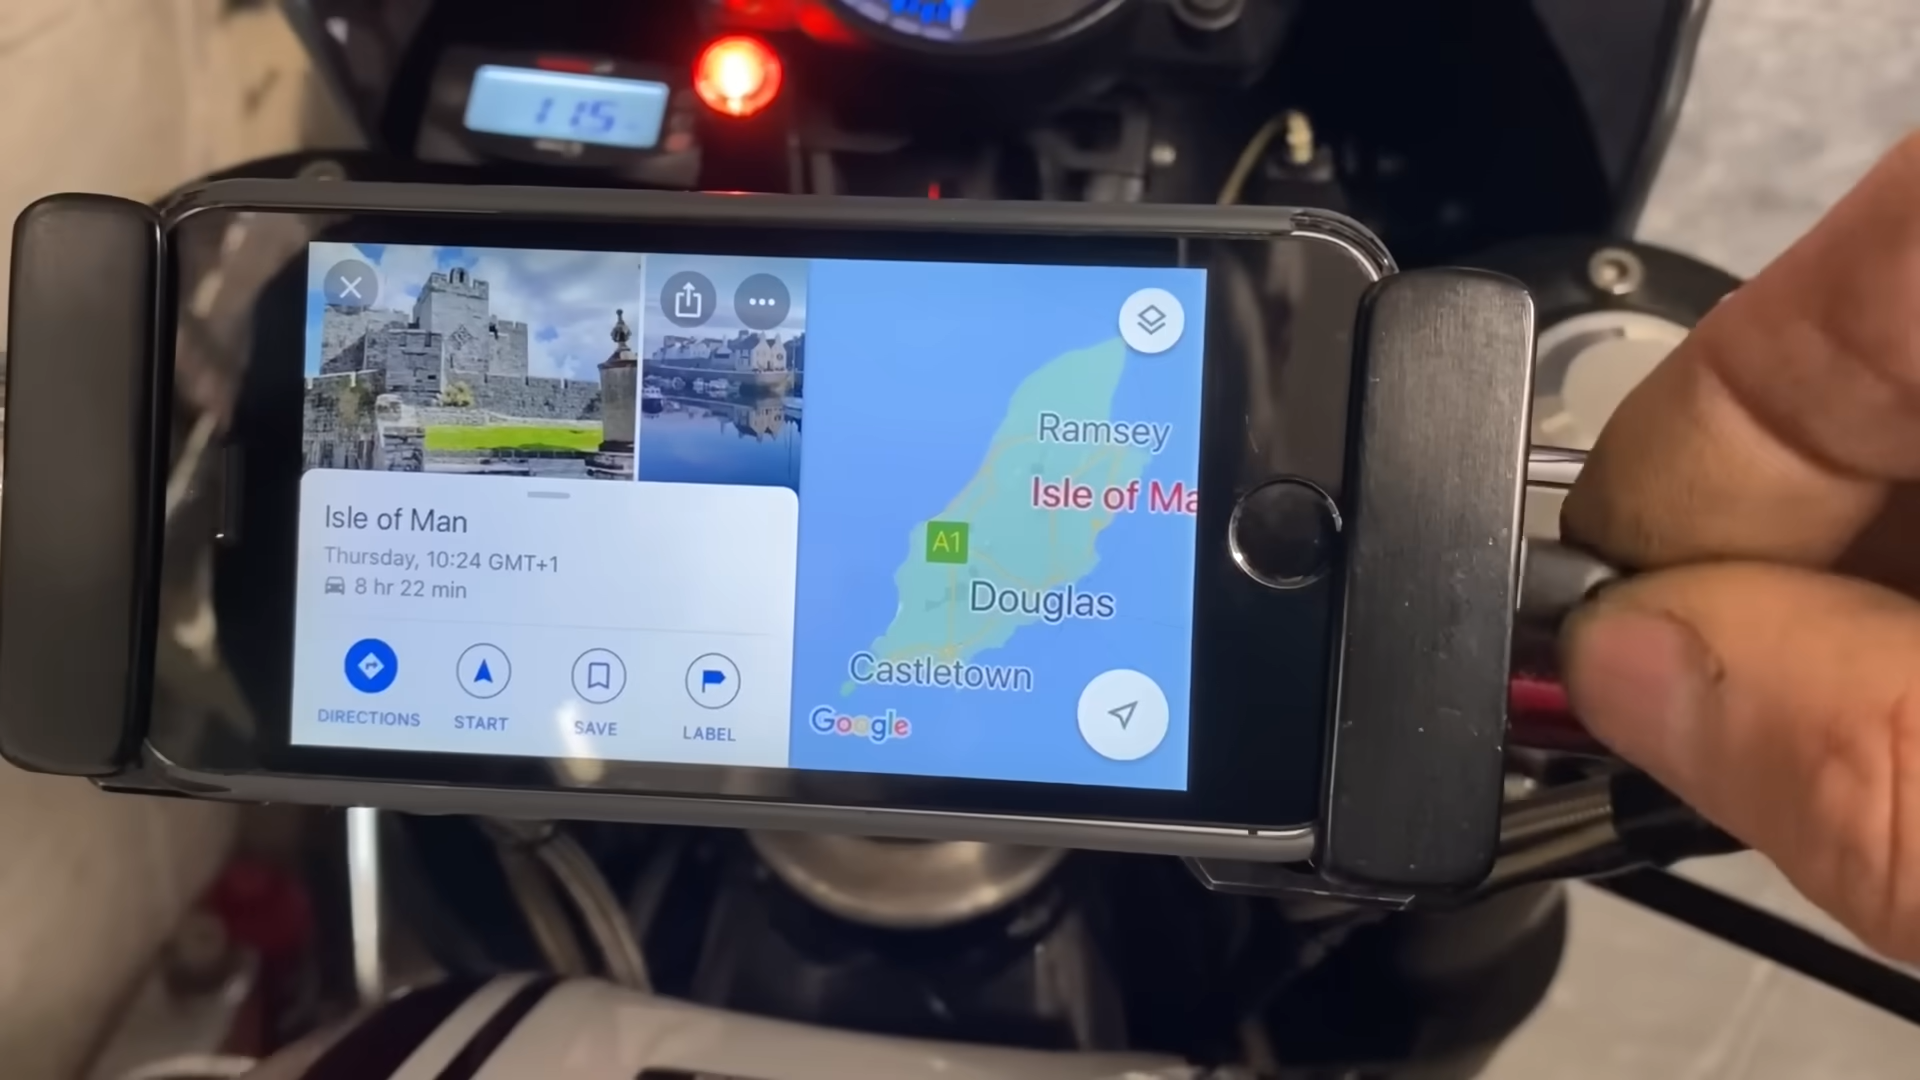 115
Isle of Man
Thursday, 10:24 GMT+1
8 hr 22 min
DIRECTIONS
START
SAVE
LABEL
Ramsey
Isle of Ma
A1
Douglas
Castletown
Google